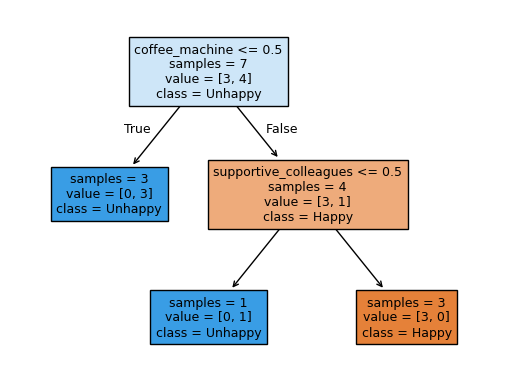 coffee_machine <= 0.5
samples = 7
value = [3, 4]
class = Unhappy
True
False
samples = 3
value = [0, 3]
class = Unhappy
supportive_colleagues <= 0.5
samples = 4
value = [3, 1]
class = Happy
samples = 1
value = [0, 1]
class = Unhappy
samples = 3
value = [3, 0]
class = Happy